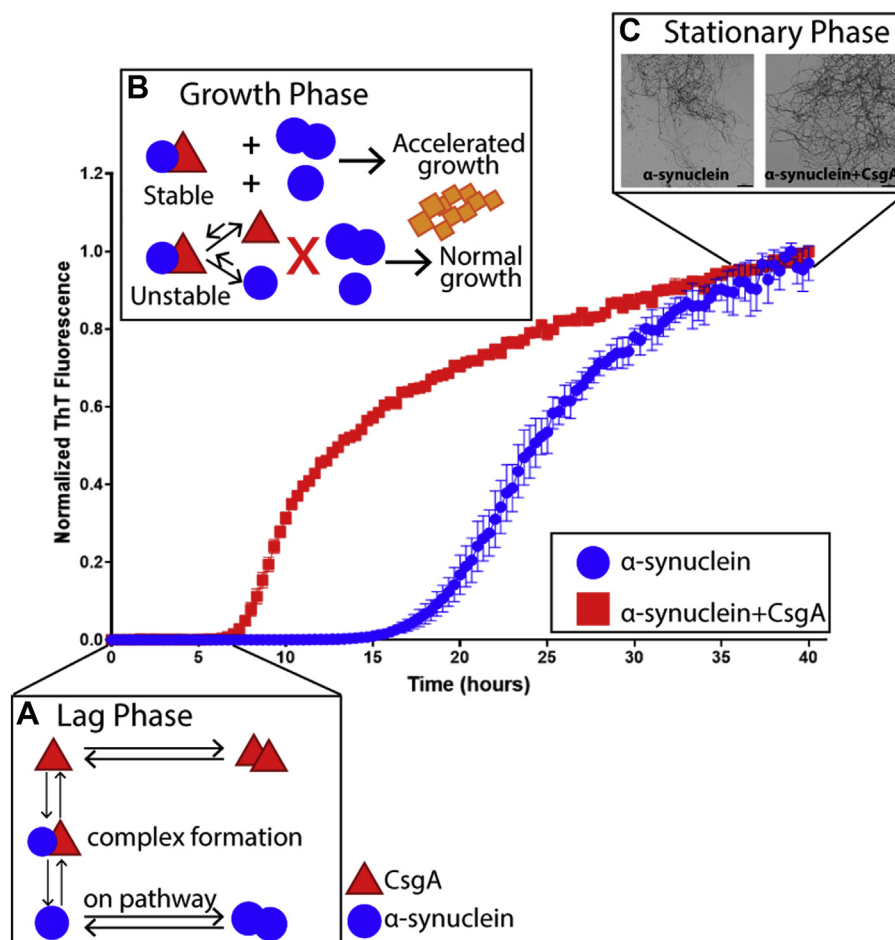 C Stationary Phase
α-synuclein
α-synuclein+CsgA
B Growth Phase
+
Accelerated
growth
+
Stable
X
Normal
growth
Unstable
Normalized ThT Fluorescence
1.2
1.0
0.8
0.6
0.4
0.2
0.0
0 5 10 15 20 25 30 35 40
Time (hours)
α-synuclein
α-synuclein+CsgA
A Lag Phase
complex formation
on pathway
CsgA
α-synuclein